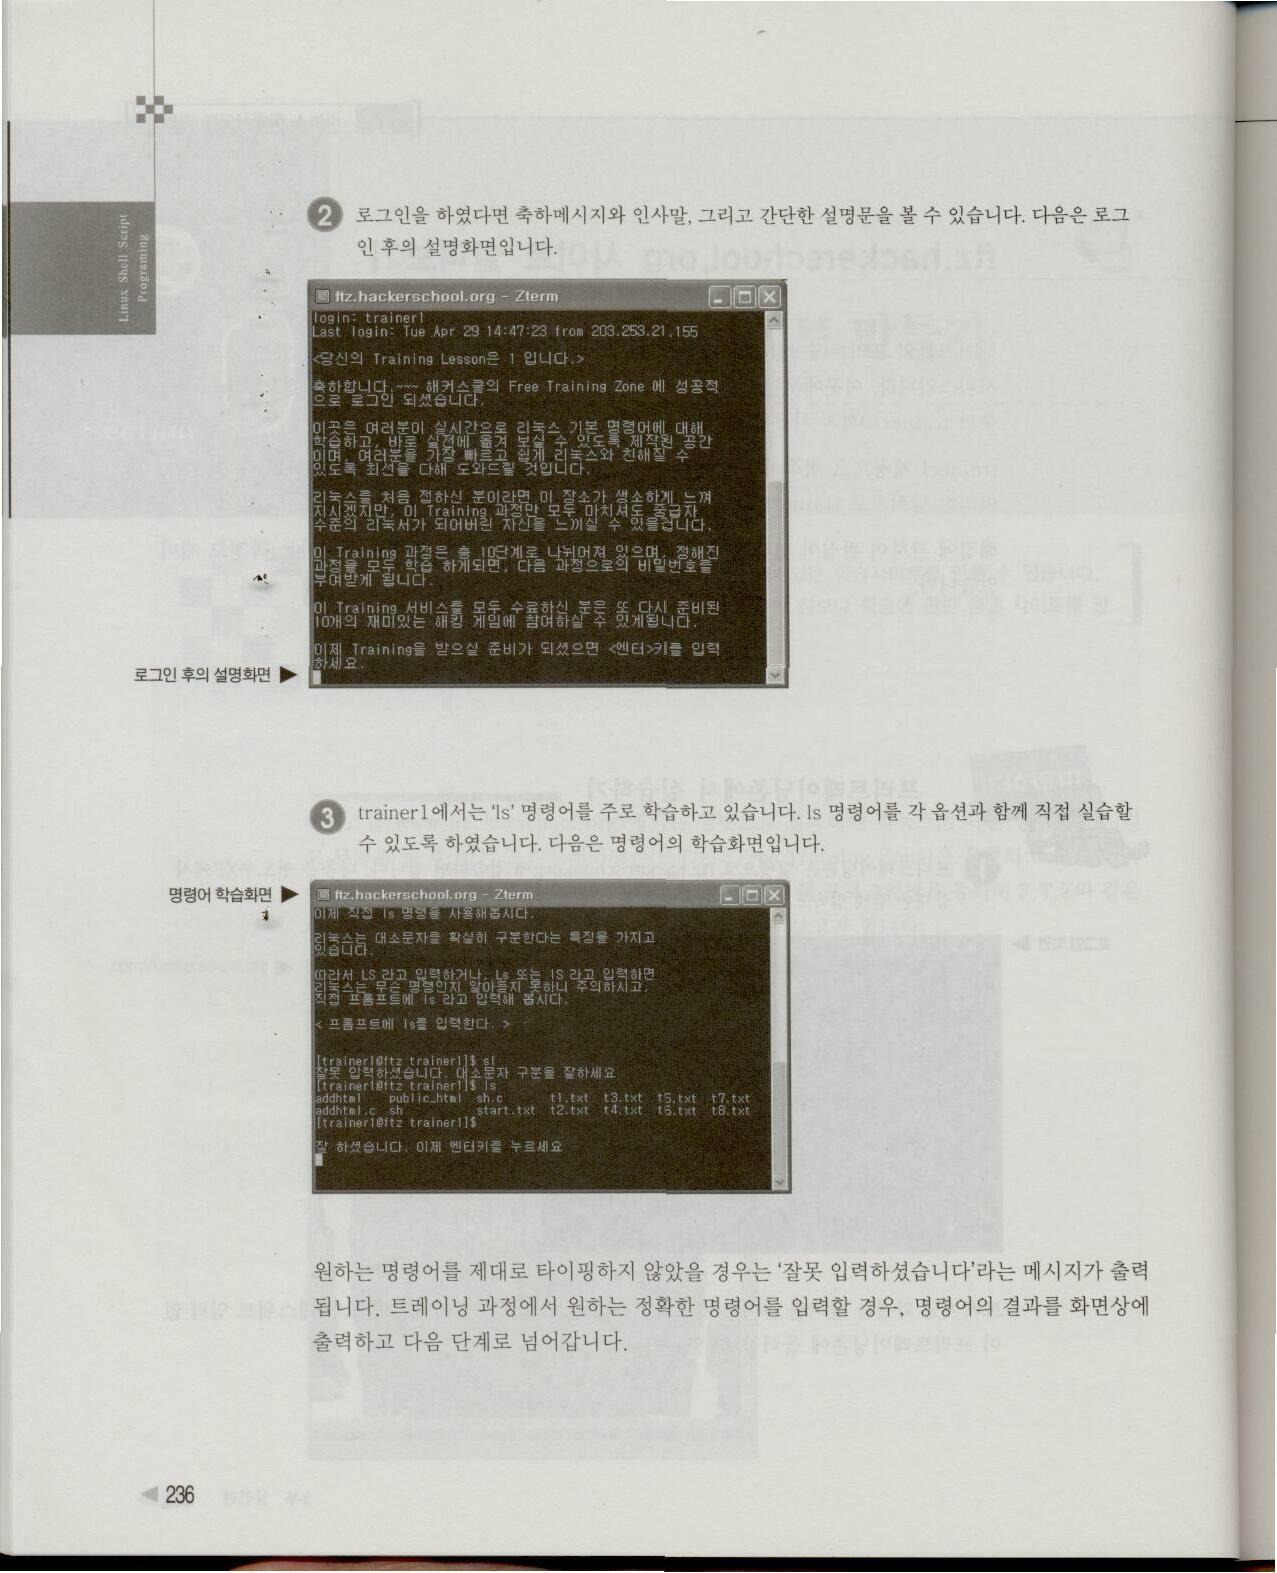 Linux Shell Script
Programing
2 로그인을 하였다면 축하메시지와 인사말, 그리고 간단한 설명문을 볼 수 있습니다. 다음은 로그
인 후의 설명화면입니다.
ftz.hackerschool.org - Zterm
login: trainer1
Last login: Tue Apr 29 14:47:23 from 203.253.21.155
<당신의 Training Lesson은 1 입니다.>
축하합니다.~~~ 해커스쿨의 Free Training Zone 에 성공적
으로 로그인 되셨습니다.
이곳은 여러분이 실시간으로 리눅스 기본 명령어에 대해
학습하고, 바로 실전에 옮겨 보실 수 있도록 제작된 공간
이며, 여러분을 가장 빠르고 쉽게 리눅스와 친해질 수
있도록 최선을 다해 도와드릴 것입니다.
리눅스를 처음 접하신 분이라면 이 장소가 생소하게 느껴
지시겠지만, 이 Training 과정만 모두 마치셔도 중급자
수준의 리눅서가 되어버린 자신을 느끼실 수 있을겁니다.
이 Training 과정은 총 10단계로 나뉘어져 있으며, 정해진
과정을 모두 학습 하게되면, 다음 과정으로의 비밀번호를
부여받게 됩니다.
이 Training 서비스를 모두 수료하신 분은 또 다시 준비된
10개의 재미있는 해킹 게임에 참여하실 수 있게됩니다.
이제 Training을 받으실 준비가 되셨으면 <엔터>키를 입력
하세요.
로그인 후의 설명화면 ▶
3 trainer1에서는 'ls' 명령어를 주로 학습하고 있습니다. ls 명령어를 각 옵션과 함께 직접 실습할
수 있도록 하였습니다. 다음은 명령어의 학습화면입니다.
명령어 학습화면 ▶
ftz.hackerschool.org - Zterm
이제 직접 ls 명령을 사용해봅시다.
리눅스는 대소문자를 확실히 구분한다는 특징을 가지고
있습니다.
따라서 LS 라고 입력하거나, Ls 또는 lS 라고 입력하면
리눅스는 무슨 명령인지 알아듣지 못하니 주의하시고,
직접 프롬프트에 ls 라고 입력해 봅시다.
< 프롬프트에 ls를 입력한다. >
[trainer1@ftz trainer1]$ sl
잘못 입력하셨습니다. 대소문자 구분을 잘하세요
[trainer1@ftz trainer1]$ ls
addhtml public_html sh.c t1.txt t3.txt t5.txt t7.txt
addhtml.c sh start.txt t2.txt t4.txt t6.txt t8.txt
[trainer1@ftz trainer1]$
잘 하셨습니다. 이제 엔터키를 누르세요
원하는 명령어를 제대로 타이핑하지 않았을 경우는 '잘못 입력하셨습니다'라는 메시지가 출력
됩니다. 트레이닝 과정에서 원하는 정확한 명령어를 입력할 경우, 명령어의 결과를 화면상에
출력하고 다음 단계로 넘어갑니다.
◀ 236